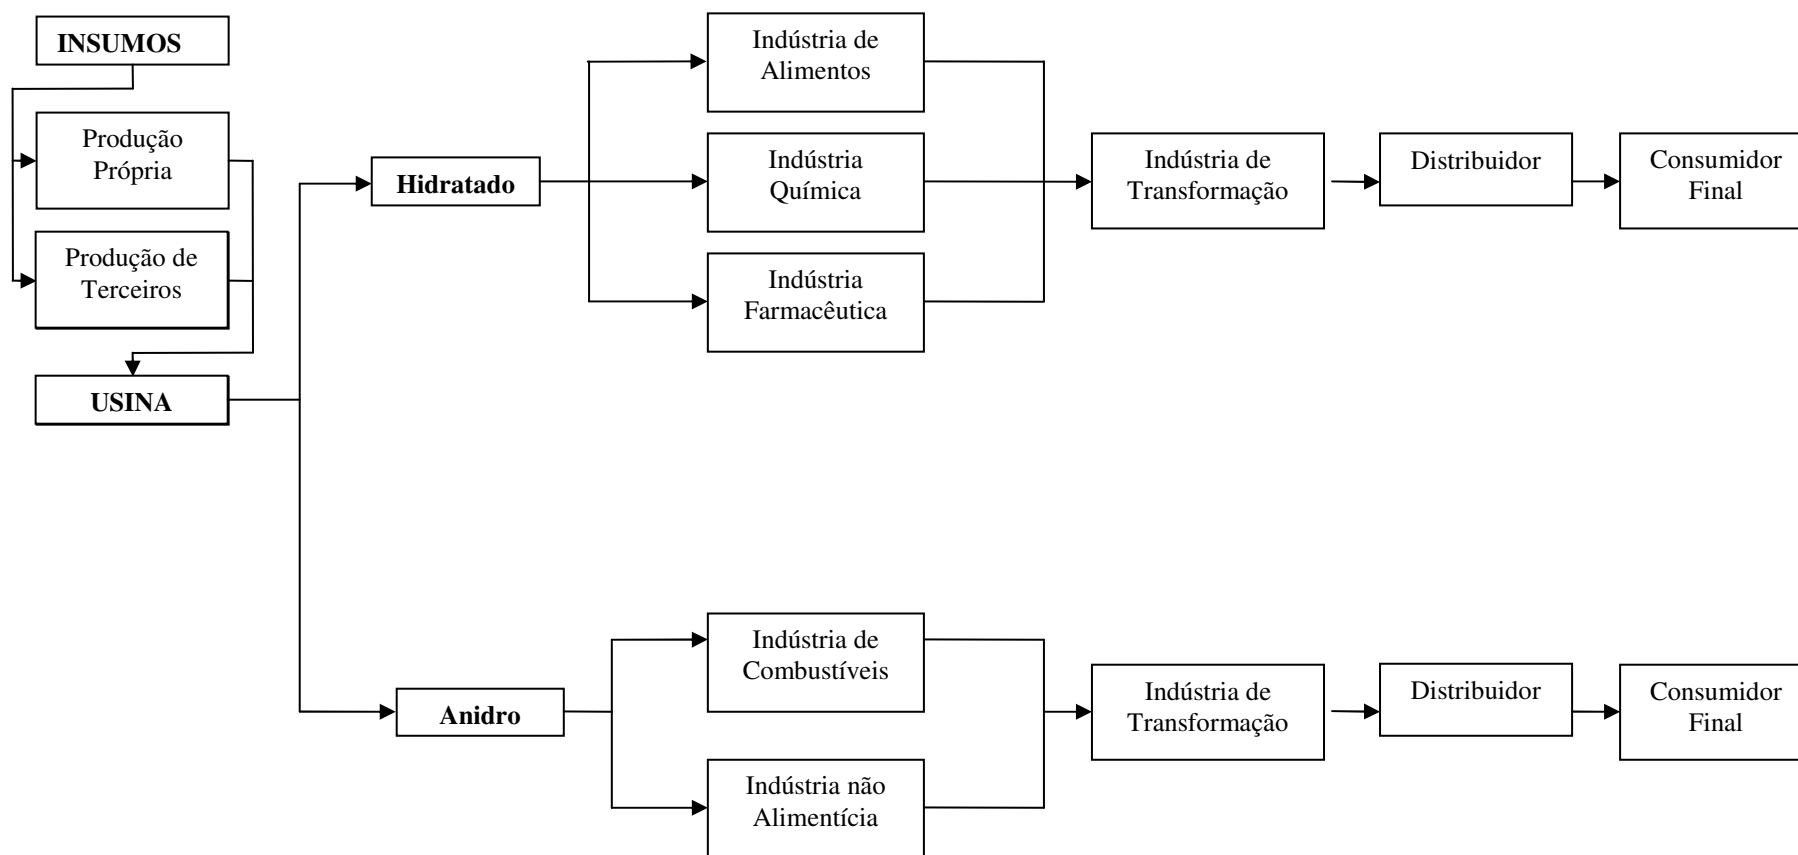 INSUMOS
Produção
Própria
Produção de
Terceiros
USINA
Hidratado
Indústria de
Alimentos
Indústria
Química
Indústria
Farmacêutica
Indústria de
Transformação
Distribuidor
Consumidor
Final
Anidro
Indústria de
Combustíveis
Indústria não
Alimentícia
Indústria de
Transformação
Distribuidor
Consumidor
Final